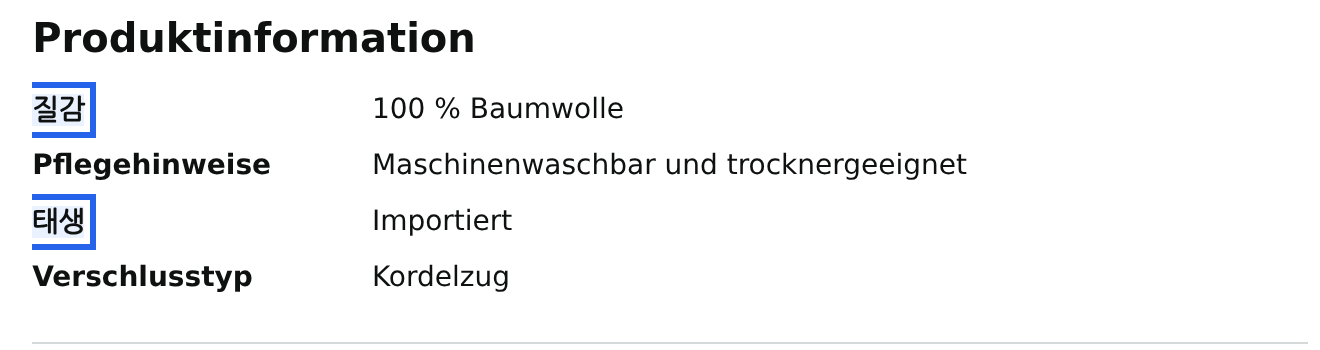 Produktinformation
질감 100 % Baumwolle
Pflegehinweise Maschinenwaschbar und trocknergeeignet
태생 Importiert
Verschlusstyp Kordelzug